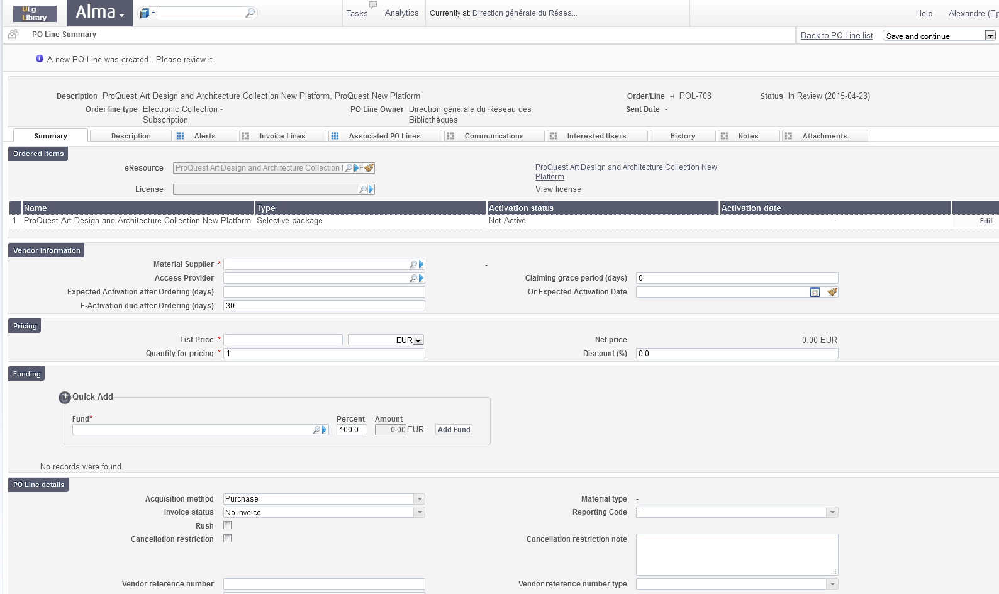 ULg Library
Alma
Tasks Analytics Currently at: Direction générale du Résea... Help Alexandre (Ep
PO Line Summary Back to PO Line list Save and continue
A new PO Line was created . Please review it.
Description ProQuest Art Design and Architecture Collection New Platform, ProQuest New Platform Order/Line -/ POL-708 Status In Review (2015-04-23)
Order line type Electronic Collection - Subscription PO Line Owner Direction générale du Réseau des Bibliothèques Sent Date -
Summary Description Alerts Invoice Lines Associated PO Lines Communications Interested Users History Notes Attachments
Ordered items
eResource ProQuest Art Design and Architecture Collection ProQuest Art Design and Architecture Collection New Platform
License View license
Name Type Activation status Activation date
1 ProQuest Art Design and Architecture Collection New Platform Selective package Not Active - Edit
Vendor information
Material Supplier * -
Access Provider Claiming grace period (days) 0
Expected Activation after Ordering (days) Or Expected Activation Date
E-Activation due after Ordering (days) 30
Pricing
List Price * EUR Net price 0.00 EUR
Quantity for pricing * 1 Discount (%) 0.0
Funding
Quick Add
Fund* Percent Amount
100.0 0.00 EUR Add Fund
No records were found.
PO Line details
Acquisition method Purchase Material type -
Invoice status No invoice Reporting Code -
Rush
Cancellation restriction Cancellation restriction note
Vendor reference number Vendor reference number type